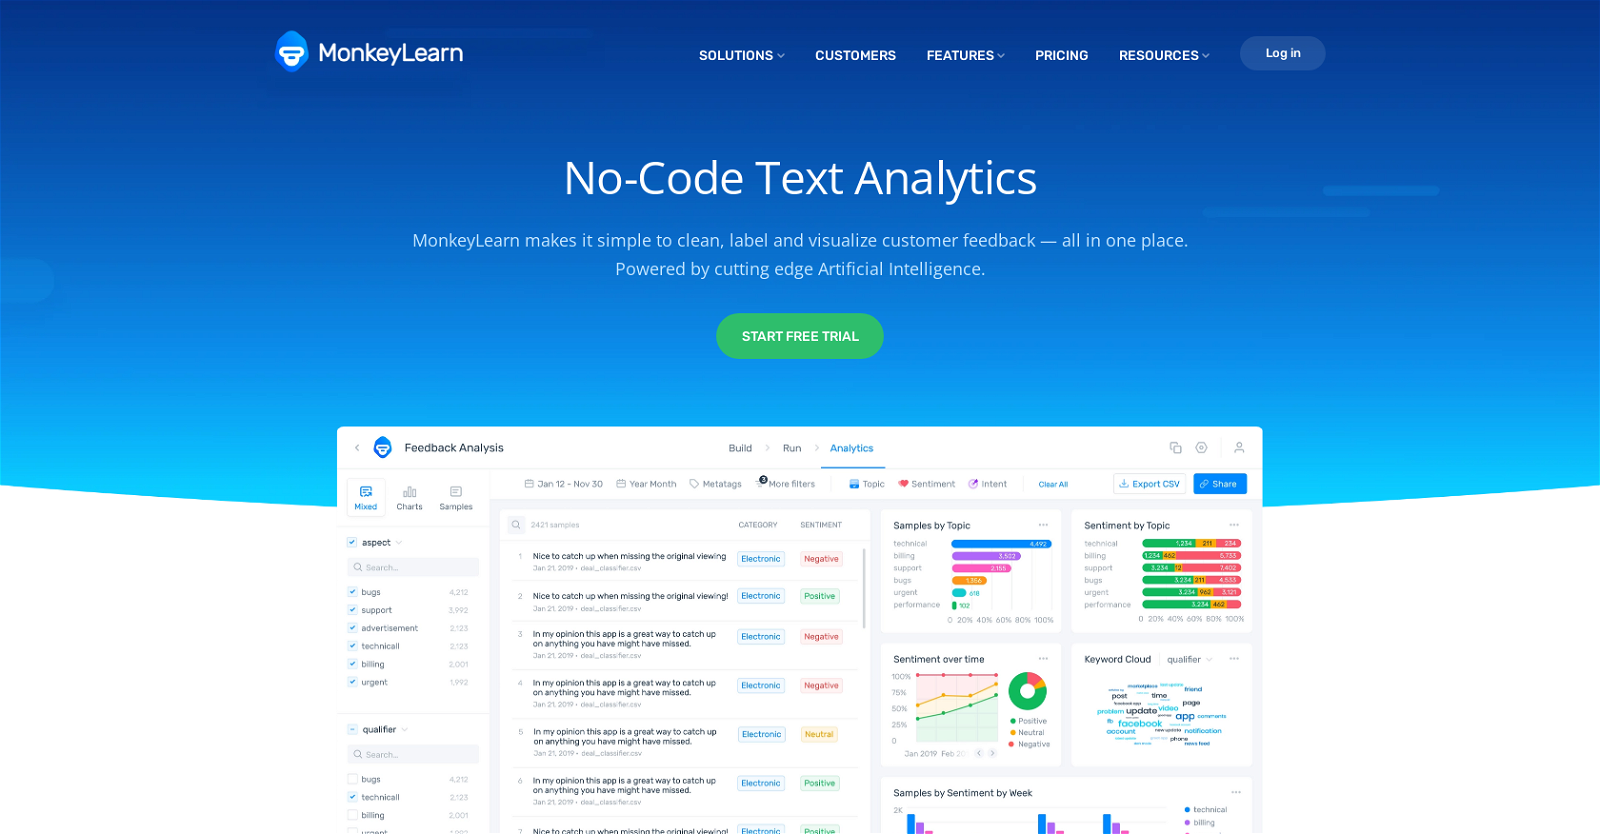 MonkeyLearn
SOLUTIONS
CUSTOMERS
FEATURES
PRICING
RESOURCES
Log in
No-Code Text Analytics
MonkeyLearn makes it simple to clean, label and visualize customer feedback — all in one place.
Powered by cutting edge Artificial Intelligence.
START FREE TRIAL
Feedback Analysis
Build
Run
Analytics
Mixed
Charts
Samples
Jan 12 - Nov 30
Year Month
Metatags
3
More filters
Topic
Sentiment
Intent
Clear All
Export CSV
Share
aspect
Search...
bugs 4,212
support 3,992
advertisement 2,123
technicall 2,123
billing 2,001
urgent 1,992
qualifier
Search...
bugs 4,212
technicall 2,123
billing 2,001
urgent 1,992
2421 samples CATEGORY SENTIMENT
1 Nice to catch up when missing the original viewing Electronic Negative
Jan 21, 2019 • deal_classifier.csv
2 Nice to catch up when missing the original viewing! Electronic Positive
Jan 21, 2019 • deal_classifier.csv
3 In my opinion this app is a great way to catch up Electronic Negative
on anything you have might have missed.
Jan 21, 2019 • deal_classifier.csv
4 In my opinion this app is a great way to catch up Electronic Negative
on anything you have might have missed.
Jan 21, 2019 • deal_classifier.csv
5 In my opinion this app is a great way to catch up Electronic Neutral
on anything you have might have missed.
Jan 21, 2019 • deal_classifier.csv
6 In my opinion this app is a great way to catch up Electronic Positive
on anything you have might have missed.
Jan 21, 2019 • deal_classifier.csv
7 Nice to catch up when missing the original viewing! Electronic Positive
Samples by Topic
technical 4,492
billing 3,502
support 2,155
bugs 1,356
urgent 618
performance 102
0 20% 40% 60% 80% 100%
Sentiment by Topic
technical 1,234 211 234
billing 1,234 462 5,733
support 3,234 12 7,402
bugs 3,234 211 4,533
urgent 3,234 962 3,121
performance 3,234 462
0 20% 40% 60% 80% 100%
Sentiment over time
100%
75%
50%
25%
0
Jan 2019 Feb 20
Positive
Neutral
Negative
Keyword Cloud qualifier
marketplace
friend
post
time
page
problem
update
video
app
comments
fb
facebook
account
new update
notification
phone
news feed
Samples by Sentiment by Week
2K
technical
billing